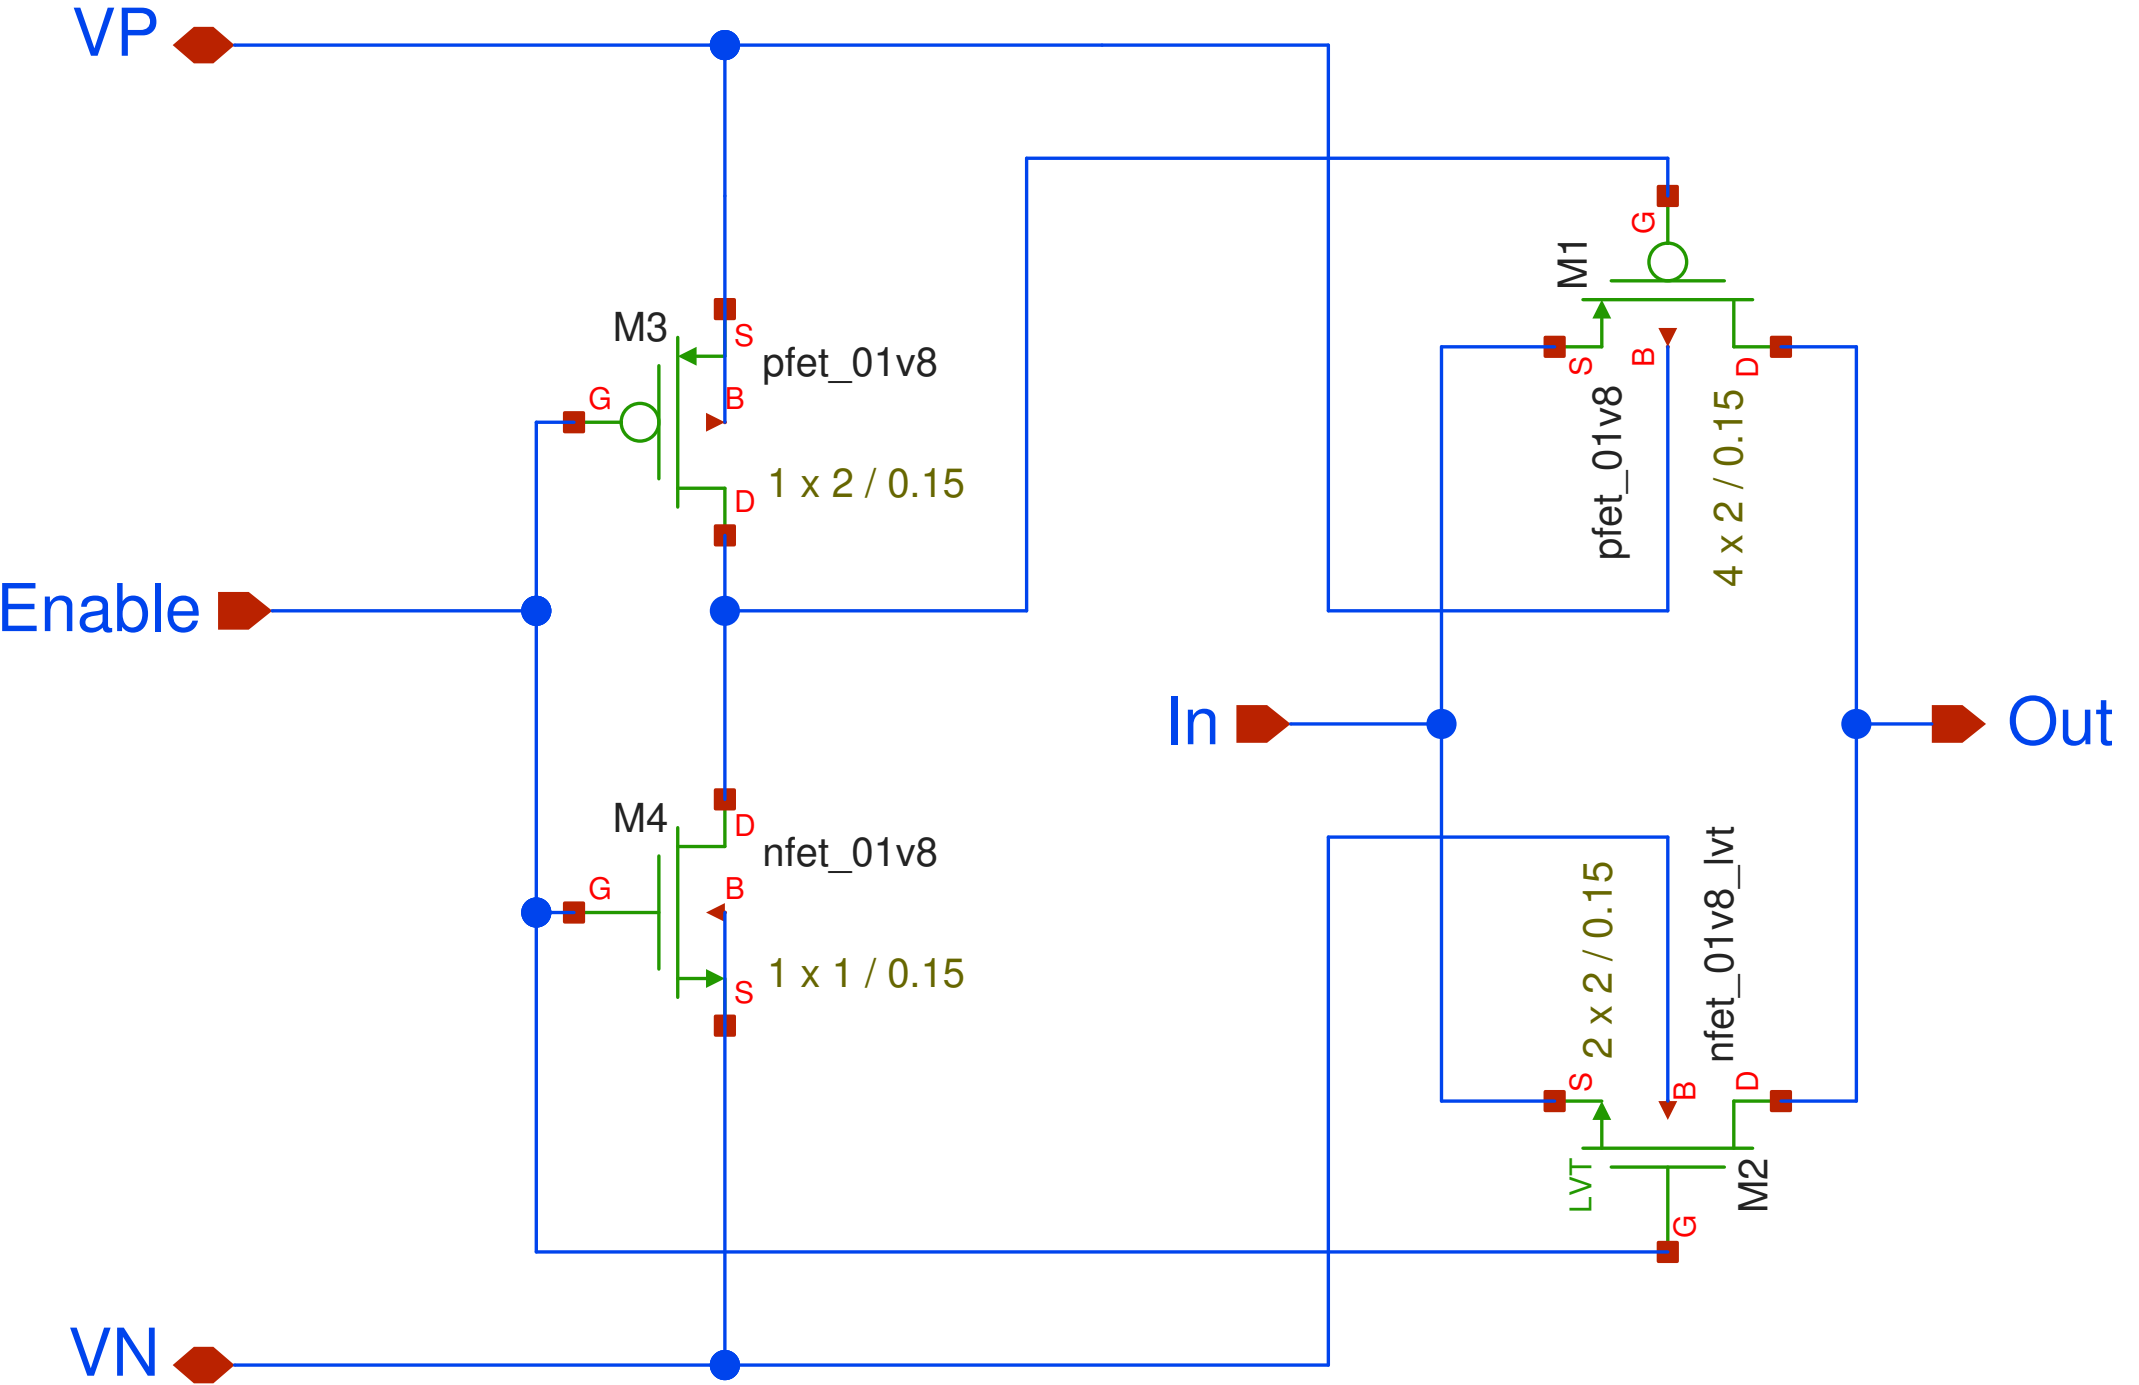 VP
G
M1
S
B
D
pfet_01v8
4 x 2 / 0.15
M3
S
pfet_01v8
G
B
1 x 2 / 0.15
D
Enable
In
Out
M4
D
nfet_01v8
G
B
1 x 1 / 0.15
S
2 x 2 / 0.15
nfet_01v8_lvt
S
B
D
LVT
M2
G
VN